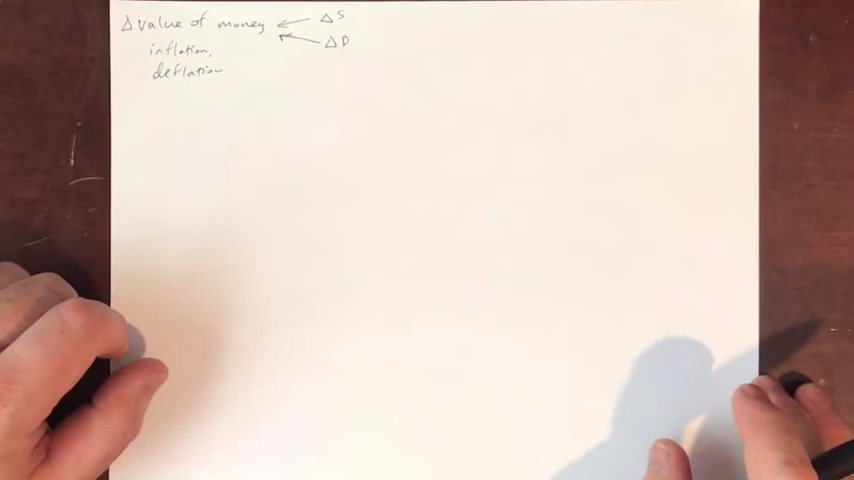 Δ value of money ← ΔS
← ΔD
inflation,
deflation